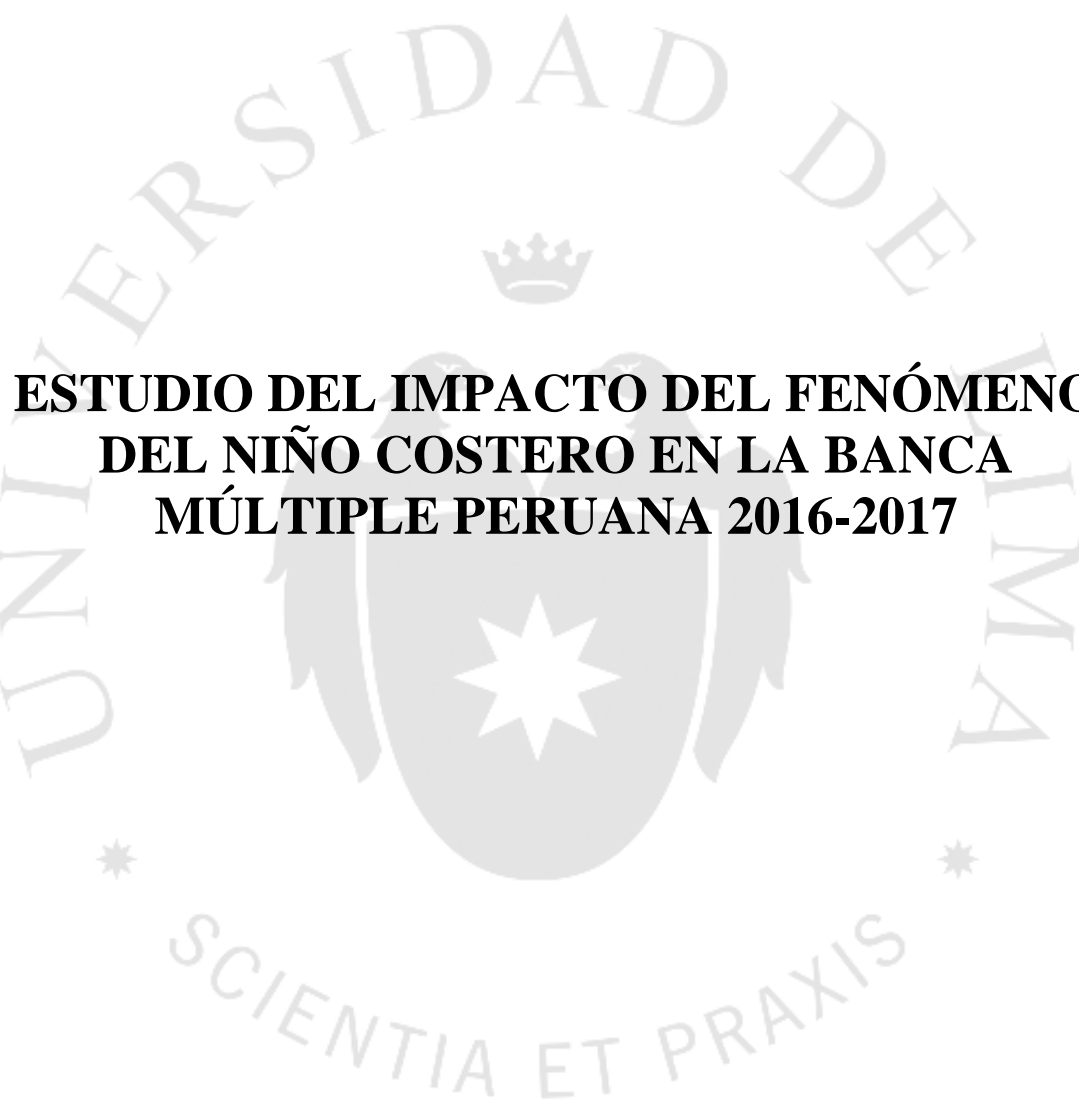 UNIVERSIDAD DE LIMA
ESTUDIO DEL IMPACTO DEL FENÓMENO
DEL NIÑO COSTERO EN LA BANCA
MÚLTIPLE PERUANA 2016-2017
SCIENTIA ET PRAXIS